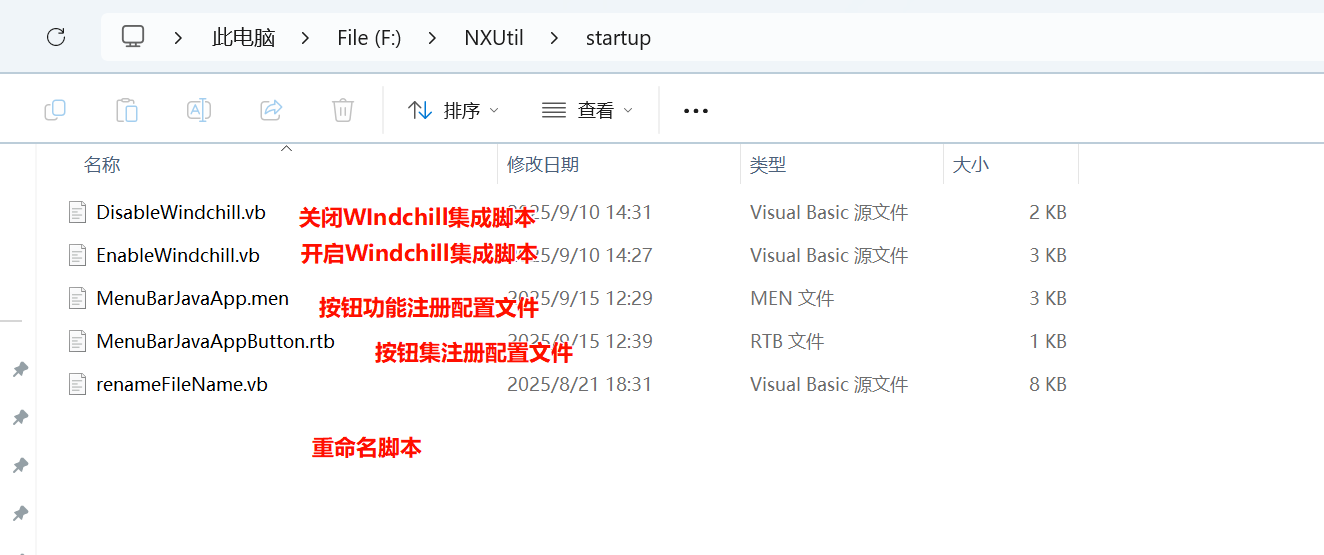 此电脑 File (F:) NXUtil startup
排序 查看
名称 修改日期 类型 大小
DisableWindchill.vb 关闭WIndchill集成脚本 2025/9/10 14:31 Visual Basic 源文件 2 KB
EnableWindchill.vb 开启Windchill集成脚本 2025/9/10 14:27 Visual Basic 源文件 3 KB
MenuBarJavaApp.men 按钮功能注册配置文件 2025/9/15 12:29 MEN 文件 3 KB
MenuBarJavaAppButton.rtb 按钮集注册配置文件 2025/9/15 12:39 RTB 文件 1 KB
renameFileName.vb 2025/8/21 18:31 Visual Basic 源文件 8 KB
重命名脚本